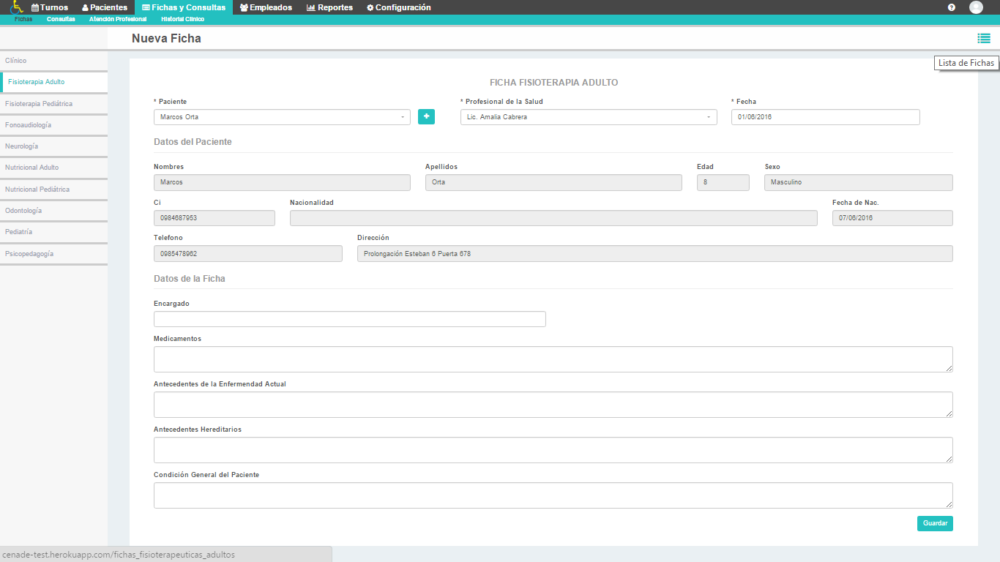 Turnos Pacientes Fichas y Consultas Empleados Reportes Configuración
Fichas Consultas Atención Profesional Historial Clínico
Nueva Ficha
Lista de Fichas
Clínico
Fisioterapia Adulto
Fisioterapia Pediátrica
Fonoaudiología
Neurología
Nutricional Adulto
Nutricional Pediátrica
Odontología
Pediatría
Psicopedagogía
FICHA FISIOTERAPIA ADULTO
* Paciente * Profesional de la Salud * Fecha
Marcos Orta Lic. Amalia Cabrera 01/06/2016
Datos del Paciente
Nombres Apellidos Edad Sexo
Marcos Orta 8 Masculino
Ci Nacionalidad Fecha de Nac.
0984687953 07/06/2016
Telefono Dirección
0985478962 Prolongación Esteban 6 Puerta 678
Datos de la Ficha
Encargado
Medicamentos
Antecedentes de la Enfermendad Actual
Antecedentes Hereditarios
Condición General del Paciente
Guardar
cenade-test.herokuapp.com/fichas_fisioterapeuticas_adultos